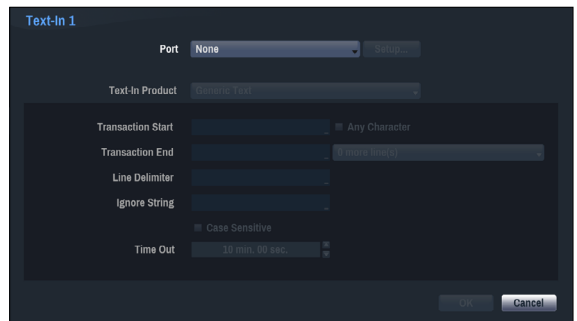 Text-In 1
Port None Setup...
Text-In Product Generic Text
Transaction Start Any Character
Transaction End 0 more line(s)
Line Delimiter
Ignore String
Case Sensitive
Time Out 10 min. 00 sec.
OK Cancel